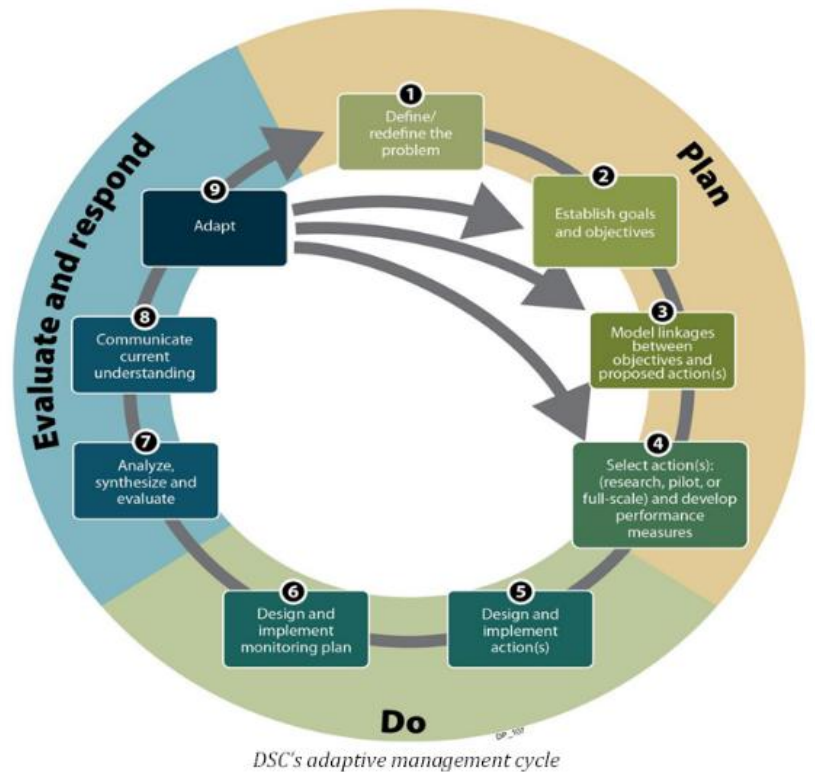 1
Define/
redefine the
problem
Plan
2
Establish goals
and objectives
3
Model linkages
between
objectives and
proposed action(s)
4
Select action(s):
(research, pilot, or
full-scale) and develop
performance
measures
5
Design and
implement
action(s)
Do
6
Design and
implement
monitoring plan
7
Analyze,
synthesize and
evaluate
Evaluate and respond
8
Communicate
current
understanding
9
Adapt
DP_107
DSC's adaptive management cycle